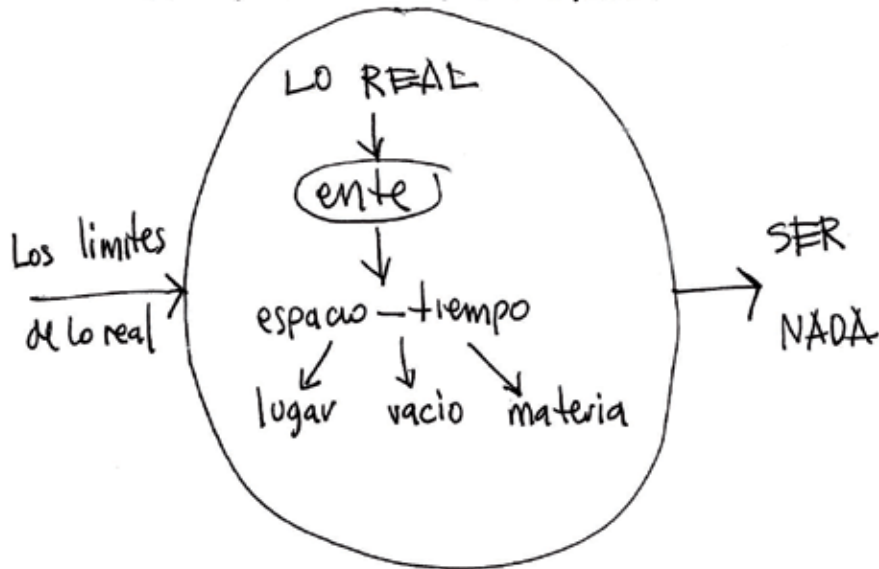 LO REAL
ente
Los limites
de lo real
espacio – tiempo
lugar vacio materia
SER
NADA